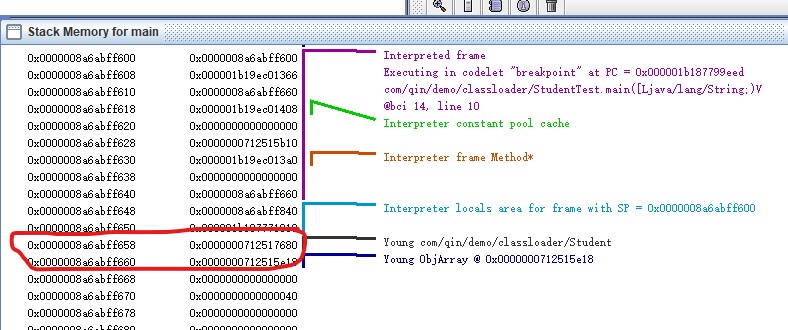 Stack Memory for main
0x0000008a6abff600 0x0000008a6abff660 Interpreted frame
0x0000008a6abff608 0x000001b19ec01366 Executing in codelet "breakpoint" at PC = 0x000001b187799eed
0x0000008a6abff610 0x0000008a6abff660 com/qin/demo/classloader/StudentTest.main([Ljava/lang/String;)V
0x0000008a6abff618 0x000001b19ec01408 @bci 14, line 10
0x0000008a6abff620 0x0000000000000000 Interpreter constant pool cache
0x0000008a6abff628 0x0000000712515b10
0x0000008a6abff630 0x000001b19ec013a0 Interpreter frame Method*
0x0000008a6abff638 0x0000000000000000
0x0000008a6abff640 0x0000008a6abff660
0x0000008a6abff648 0x0000008a6abff840 Interpreter locals area for frame with SP = 0x0000008a6abff600
0x0000008a6abff650
0x0000008a6abff658 0x0000000712517680 Young com/qin/demo/classloader/Student
0x0000008a6abff660 0x0000000712515e18 Young ObjArray @ 0x0000000712515e18
0x0000008a6abff668 0x0000000000000000
0x0000008a6abff670 0x0000000000000040
0x0000008a6abff678 0x0000000000000000